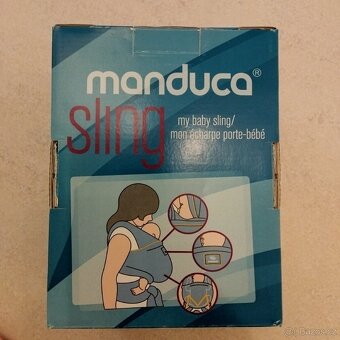 manduca®
sling
my baby sling/
mon écharpe porte-bébé